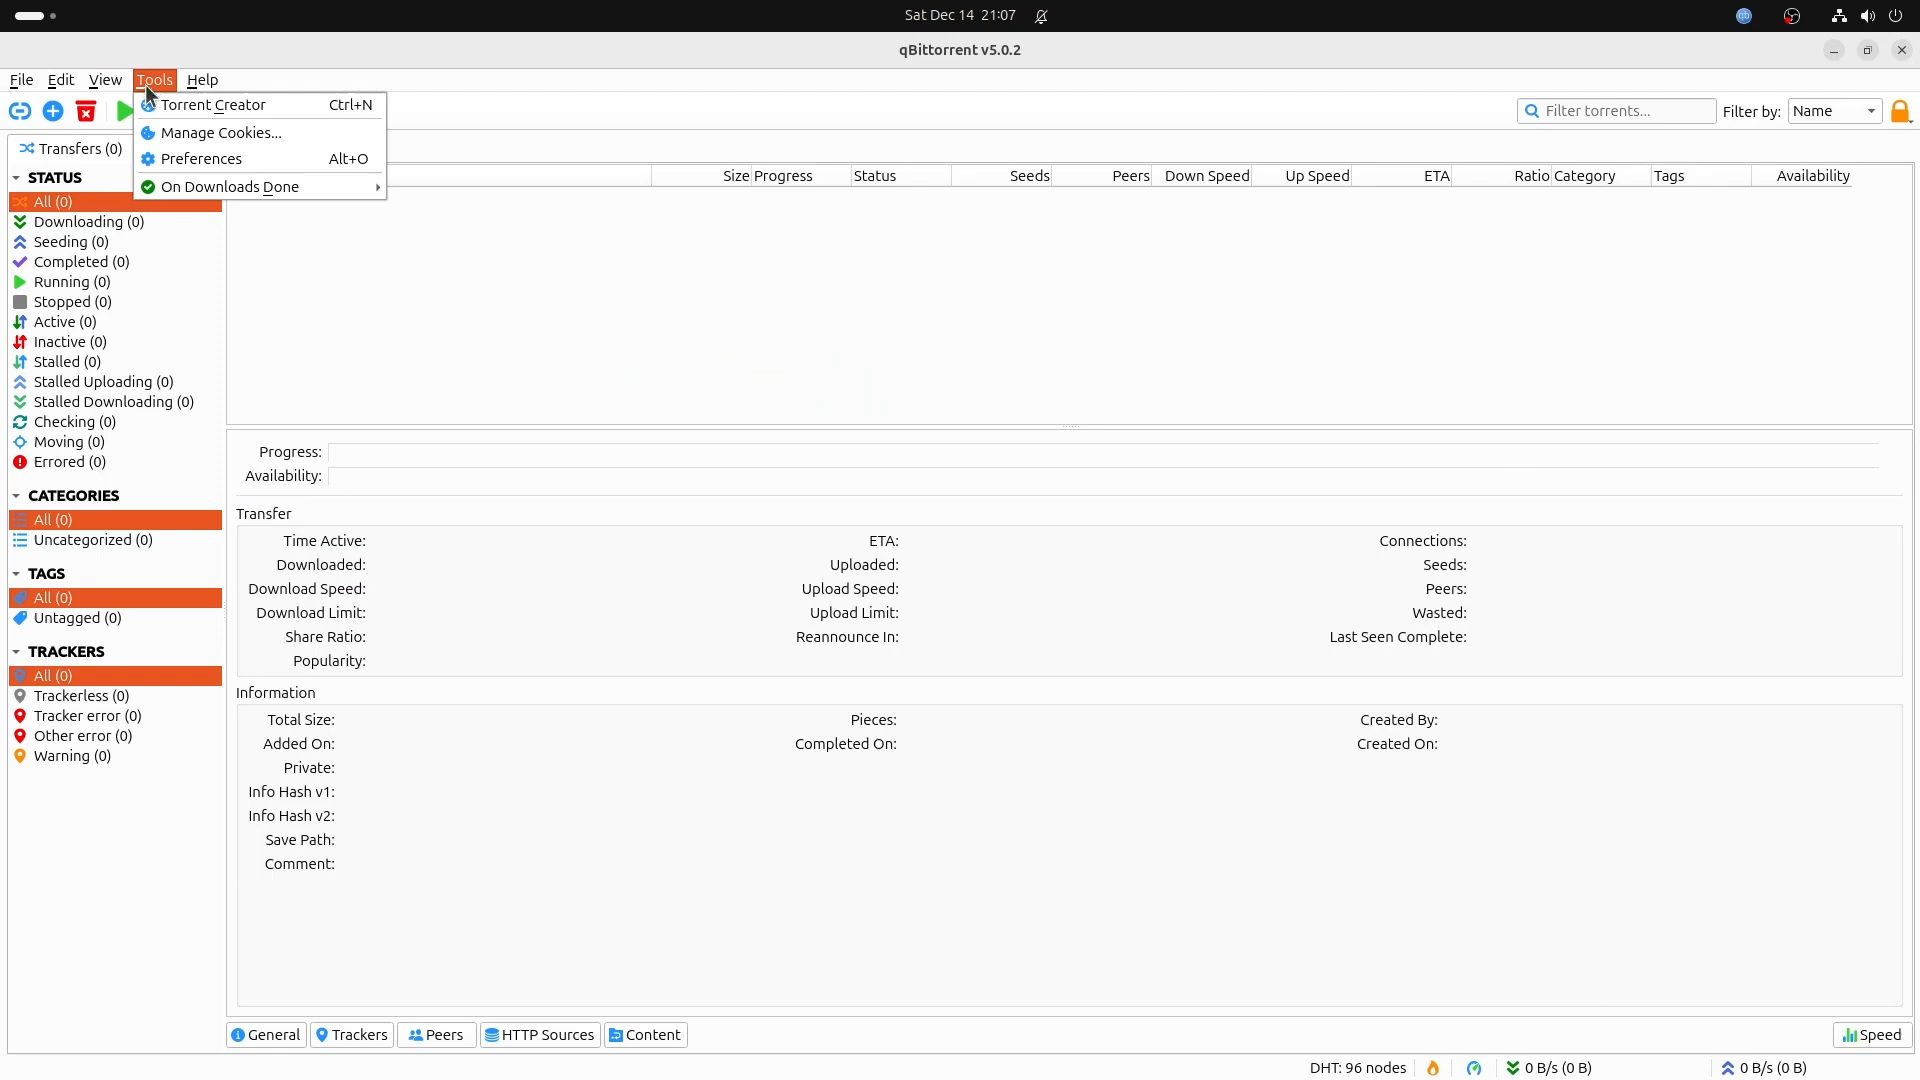 Sat Dec 14 21:07
qb
qBittorrent v5.0.2
File Edit View Tools Help
Torrent Creator Ctrl+N
Manage Cookies...
Preferences Alt+O
On Downloads Done
Filter torrents... Filter by: Name
Transfers (0)
Size Progress Status Seeds Peers Down Speed Up Speed ETA Ratio Category Tags Availability
STATUS
All (0)
Downloading (0)
Seeding (0)
Completed (0)
Running (0)
Stopped (0)
Active (0)
Inactive (0)
Stalled (0)
Stalled Uploading (0)
Stalled Downloading (0)
Checking (0)
Moving (0)
Errored (0)
CATEGORIES
All (0)
Uncategorized (0)
TAGS
All (0)
Untagged (0)
TRACKERS
All (0)
Trackerless (0)
Tracker error (0)
Other error (0)
Warning (0)
Progress:
Availability:
Transfer
Time Active: ETA: Connections:
Downloaded: Uploaded: Seeds:
Download Speed: Upload Speed: Peers:
Download Limit: Upload Limit: Wasted:
Share Ratio: Reannounce In: Last Seen Complete:
Popularity:
Information
Total Size: Pieces: Created By:
Added On: Completed On: Created On:
Private:
Info Hash v1:
Info Hash v2:
Save Path:
Comment:
General Trackers Peers HTTP Sources Content Speed
DHT: 96 nodes 0 B/s (0 B) 0 B/s (0 B)